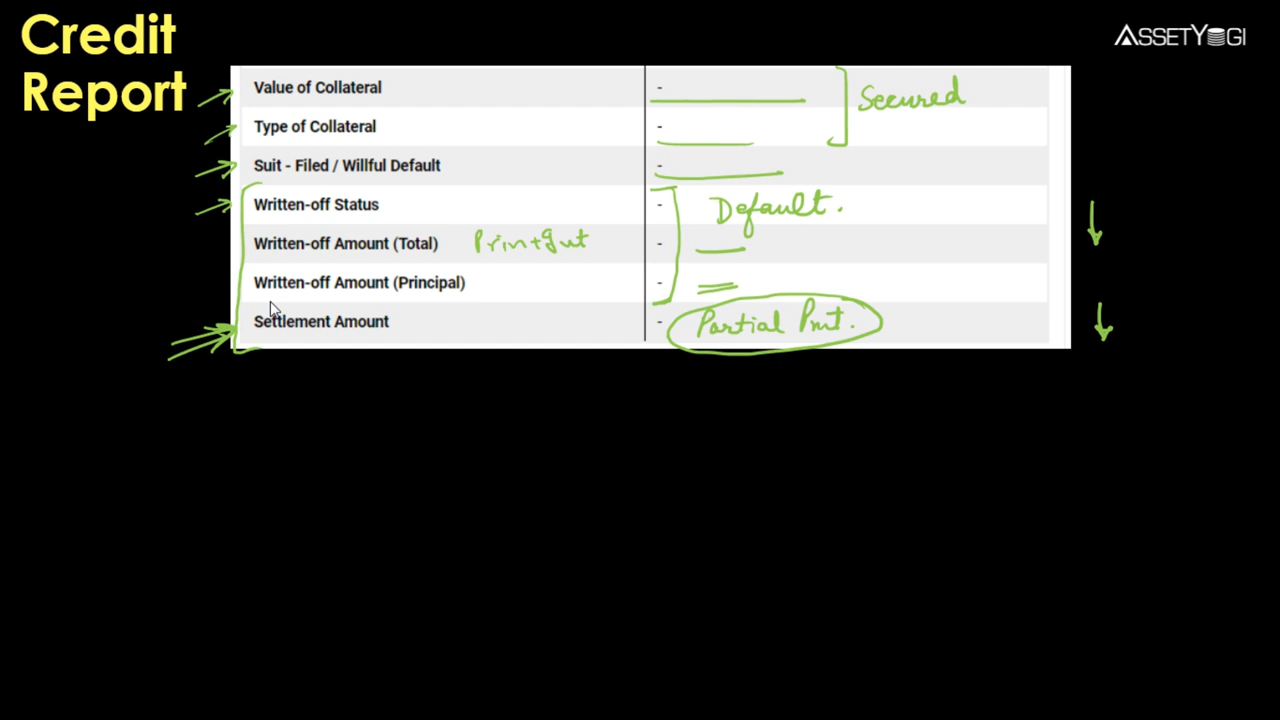 Credit
Report
ASSETYOGI
Value of Collateral -
Secured
Type of Collateral -
Suit - Filed / Willful Default -
Written-off Status - Default.
Written-off Amount (Total) Prin+Int -
Written-off Amount (Principal) -
Settlement Amount - Partial Pmt.